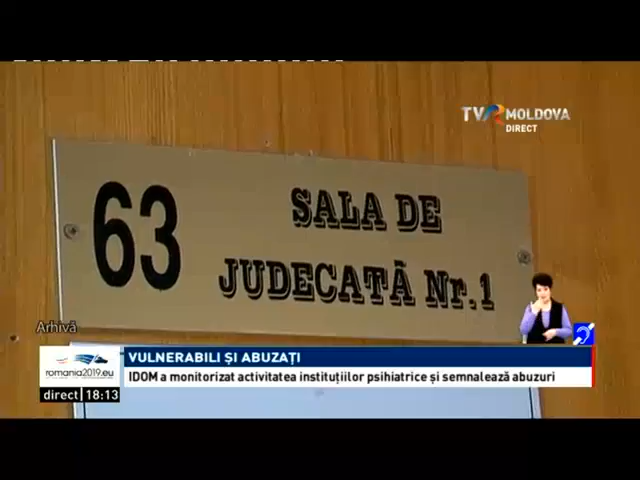 TVR MOLDOVA
DIRECT
63
SALA DE
JUDECATĂ Nr.1
Arhivă
VULNERABILI ȘI ABUZAȚI
romania2019.eu
IDOM a monitorizat activitatea instituțiilor psihiatrice și semnalează abuzuri
direct 18:13